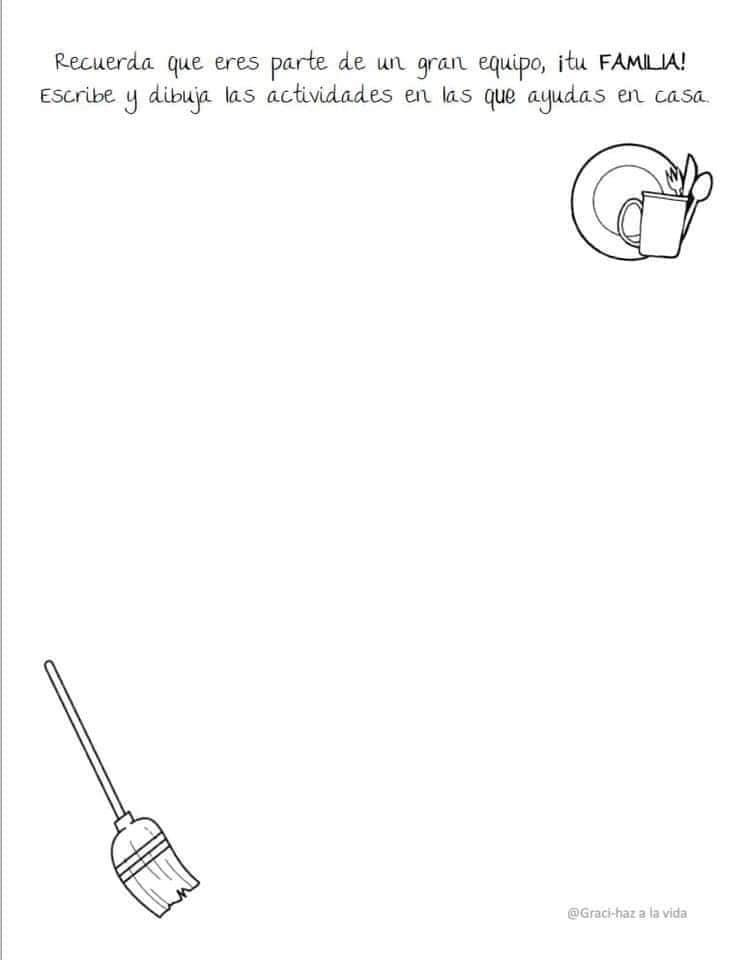 Recuerda que eres parte de un gran equipo, ¡tu FAMILIA!
Escribe y dibuja las actividades en las que ayudas en casa.
@Graci-haz a la vida